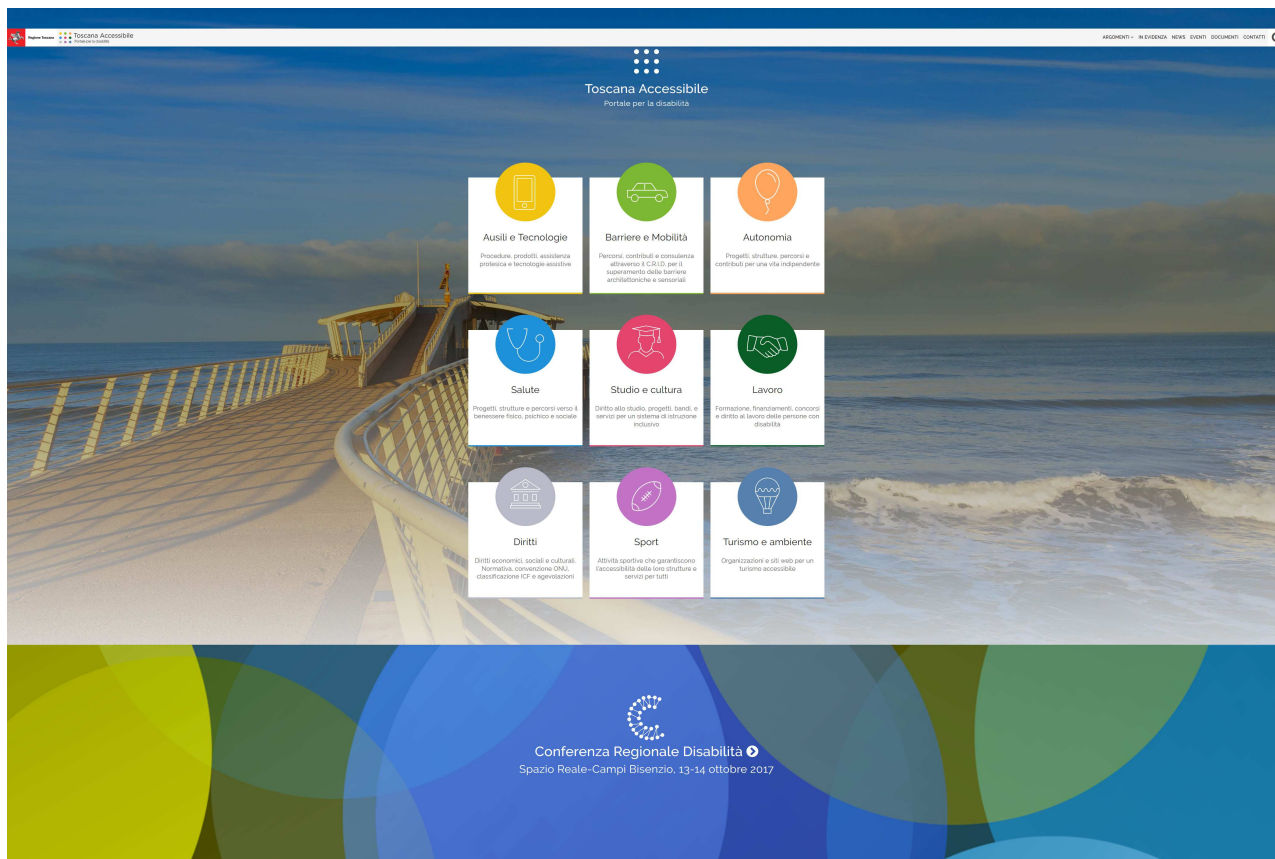 Regione Toscana
Toscana Accessibile
Portale per la disabilità
ARGOMENTI IN EVIDENZA NEWS EVENTI DOCUMENTI CONTATTI
Toscana Accessibile
Portale per la disabilità
Ausili e Tecnologie
Procedure, prodotti, assistenza
protesica e tecnologie assistive
Barriere e Mobilità
Percorsi, contributi e consulenza
attraverso il C.R.I.D. per il
superamento delle barriere
architettoniche e sensoriali
Autonomia
Progetti, strutture, percorsi e
contributi per una vita indipendente
Salute
Progetti, strutture e percorsi verso il
benessere fisico, psichico e sociale
Studio e cultura
Diritto allo studio, progetti, bandi, e
servizi per un sistema di istruzione
inclusivo
Lavoro
Formazione, finanziamenti, concorsi
e diritto al lavoro delle persone con
disabilità
Diritti
Diritti economici, sociali e culturali.
Normativa, convenzione ONU,
classificazione ICF e agevolazioni
Sport
Attività sportive che garantiscono
l'accessibilità delle loro strutture e
servizi per tutti
Turismo e ambiente
Organizzazioni e siti web per un
turismo accessibile
Conferenza Regionale Disabilità
Spazio Reale-Campi Bisenzio, 13-14 ottobre 2017